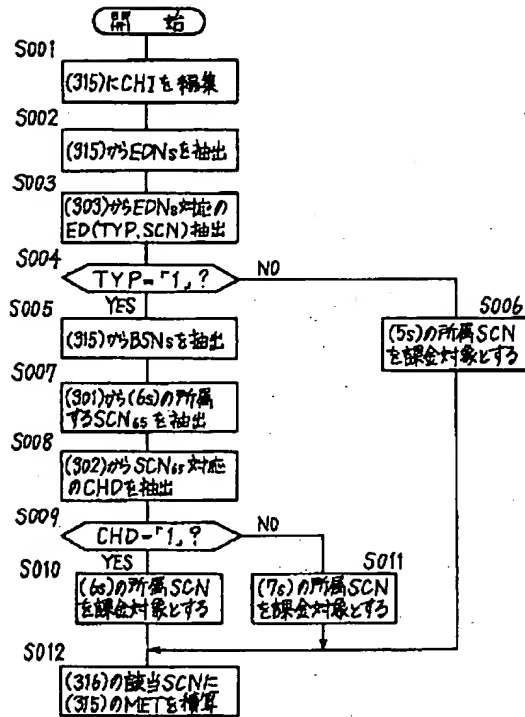 開 始
S001
(315)にCHIを編集
S002
(315)からEDNsを抽出
S003
(303)からEDNs対応の
ED(TYP,SCN)抽出
S004
TYP=「1」?
NO
YES
S005
(315)からBSNsを抽出
S006
(5s)の所属SCN
を課金対象とする
S007
(301)から(6s)の所属
するSCN6sを抽出
S008
(302)からSCN6s対応
のCHDを抽出
S009
CHD=「1」?
NO
YES
S010
(6s)の所属SCN
を課金対象とする
S011
(7s)の所属SCN
を課金対象とする
S012
(316)の該当SCNに
(315)のMETを積算